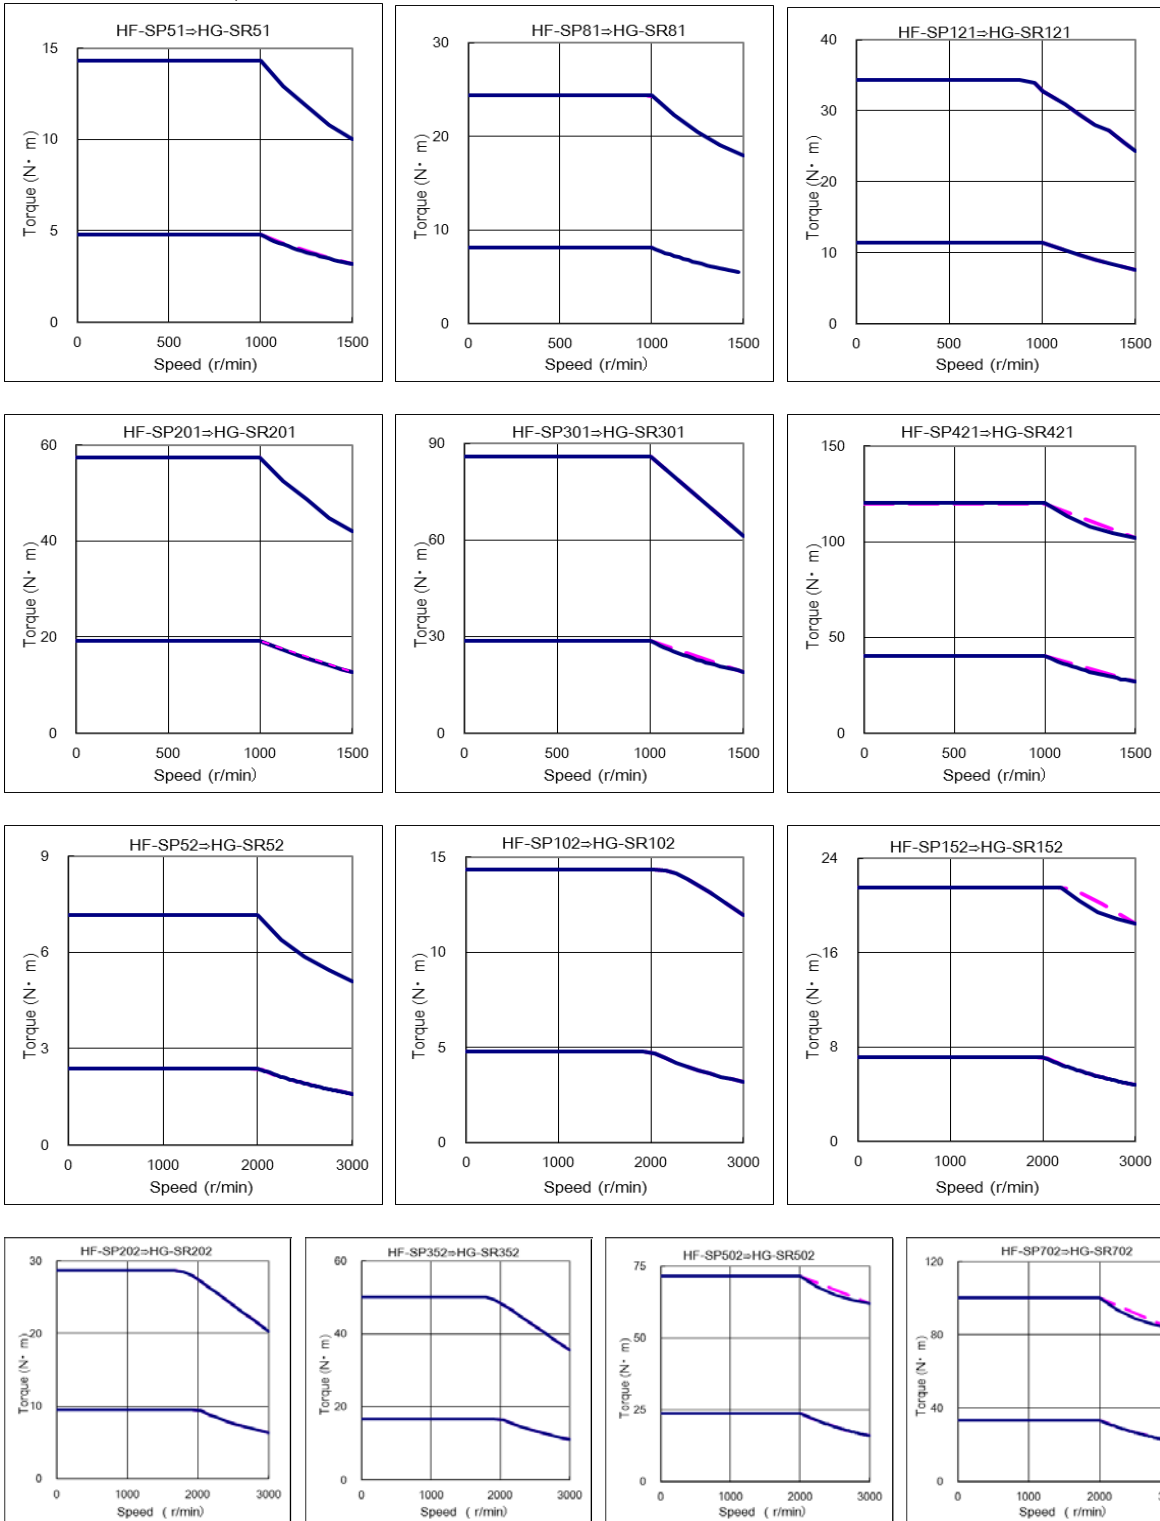 HF-SP51⇒HG-SR51
15
10
5
0
0 500 1000 1500
Torque (N・m)
Speed (r/min)
HF-SP81⇒HG-SR81
30
20
10
0
0 500 1000 1500
Torque (N・m)
Speed (r/min)
HF-SP121⇒HG-SR121
40
30
20
10
0
0 500 1000 1500
Torque (N・m)
Speed (r/min)
HF-SP201⇒HG-SR201
60
40
20
0
0 500 1000 1500
Torque (N・m)
Speed (r/min)
HF-SP301⇒HG-SR301
90
60
30
0
0 500 1000 1500
Torque (N・m)
Speed (r/min)
HF-SP421⇒HG-SR421
150
100
50
0
0 500 1000 1500
Torque (N・m)
Speed (r/min)
HF-SP52⇒HG-SR52
9
6
3
0
0 1000 2000 3000
Torque (N・m)
Speed (r/min)
HF-SP102⇒HG-SR102
15
10
5
0
0 1000 2000 3000
Torque (N・m)
Speed (r/min)
HF-SP152⇒HG-SR152
24
16
8
0
0 1000 2000 3000
Torque (N・m)
Speed (r/min)
HF-SP202⇒HG-SR202
30
20
10
0
0 1000 2000 3000
Torque (N・m)
Speed ( r/min)
HF-SP352⇒HG-SR352
60
40
20
0
0 1000 2000 3000
Torque (N・m)
Speed ( r/min)
HF-SP502⇒HG-SR502
75
50
25
0
0 1000 2000 3000
Torque (N・m)
Speed ( r/min)
HF-SP702⇒HG-SR702
120
80
40
0
0 1000 2000
Torque (N・m)
Speed ( r/min)